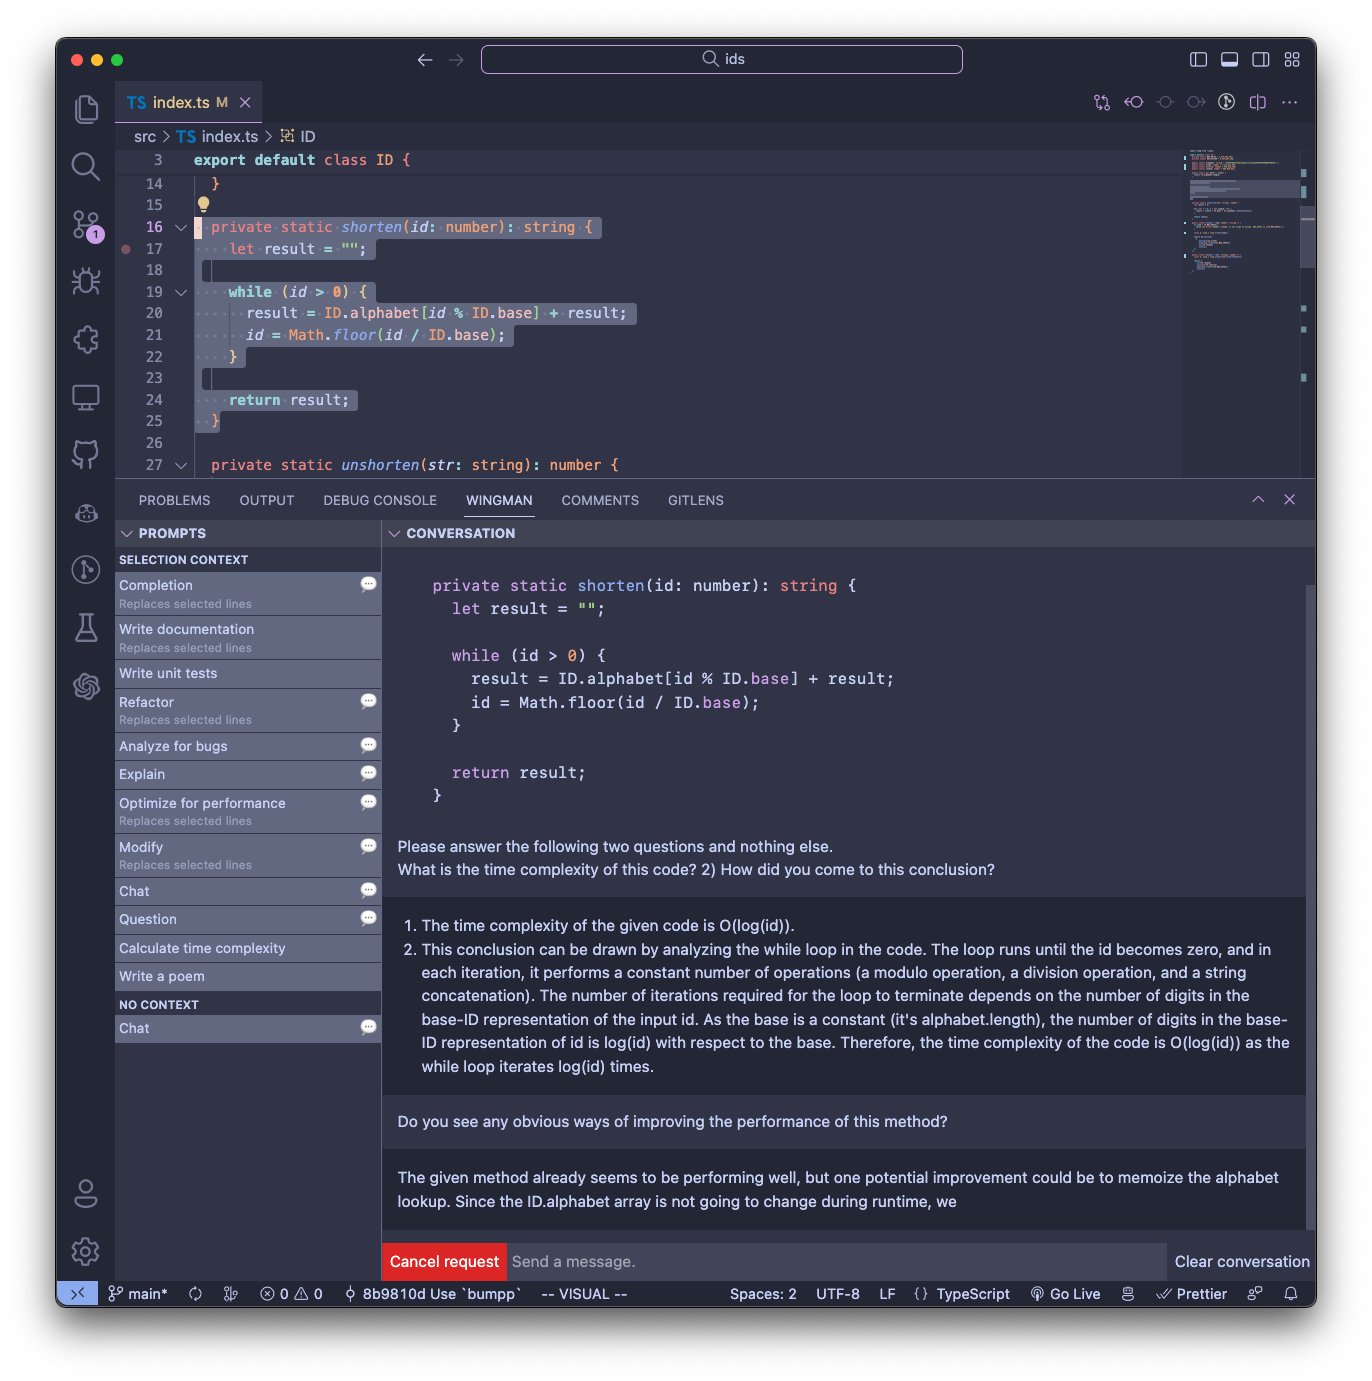 ids
TS index.ts M
src > TS index.ts > ID
3 export default class ID {
14 }
15
16 private static shorten(id: number): string {
17 let result = "";
18
19 while (id > 0) {
20 result = ID.alphabet[id % ID.base] + result;
21 id = Math.floor(id / ID.base);
22 }
23
24 return result;
25 }
26
27 private static unshorten(str: string): number {
1
PROBLEMS OUTPUT DEBUG CONSOLE WINGMAN COMMENTS GITLENS
PROMPTS
SELECTION CONTEXT
Completion
Replaces selected lines
Write documentation
Replaces selected lines
Write unit tests
Refactor
Replaces selected lines
Analyze for bugs
Explain
Optimize for performance
Replaces selected lines
Modify
Replaces selected lines
Chat
Question
Calculate time complexity
Write a poem
NO CONTEXT
Chat
CONVERSATION
private static shorten(id: number): string {
let result = "";
while (id > 0) {
result = ID.alphabet[id % ID.base] + result;
id = Math.floor(id / ID.base);
}
return result;
}
Please answer the following two questions and nothing else.
What is the time complexity of this code? 2) How did you come to this conclusion?
1. The time complexity of the given code is O(log(id)).
2. This conclusion can be drawn by analyzing the while loop in the code. The loop runs until the id becomes zero, and in
each iteration, it performs a constant number of operations (a modulo operation, a division operation, and a string
concatenation). The number of iterations required for the loop to terminate depends on the number of digits in the
base-ID representation of the input id. As the base is a constant (it's alphabet.length), the number of digits in the base-
ID representation of id is log(id) with respect to the base. Therefore, the time complexity of the code is O(log(id)) as the
while loop iterates log(id) times.
Do you see any obvious ways of improving the performance of this method?
The given method already seems to be performing well, but one potential improvement could be to memoize the alphabet
lookup. Since the ID.alphabet array is not going to change during runtime, we
Cancel request Send a message. Clear conversation
main* 0 0 8b9810d Use `bumpp` -- VISUAL -- Spaces: 2 UTF-8 LF {} TypeScript Go Live Prettier